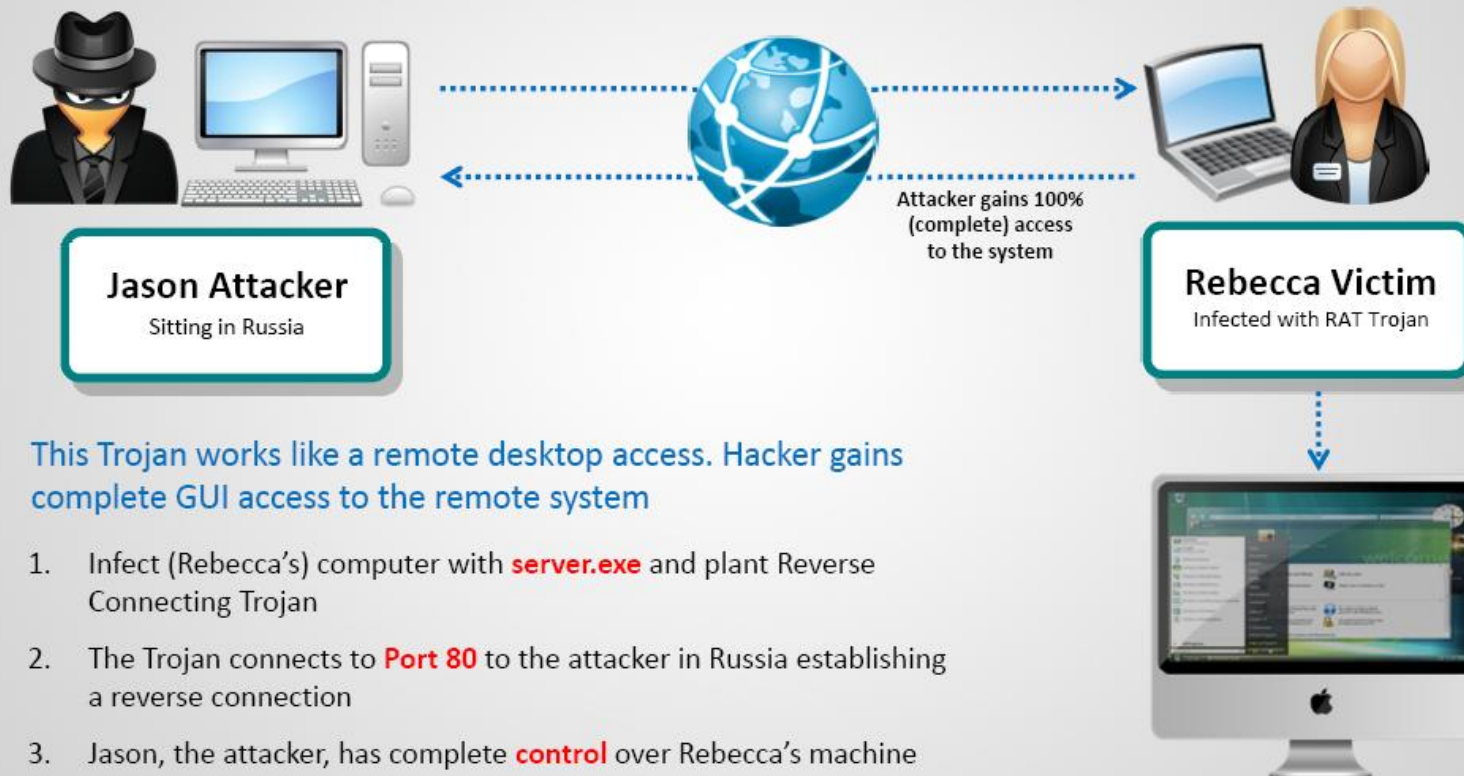 Attacker gains 100%
(complete) access
to the system
Jason Attacker
Sitting in Russia
Rebecca Victim
Infected with RAT Trojan
This Trojan works like a remote desktop access. Hacker gains
complete GUI access to the remote system
1. Infect (Rebecca's) computer with server.exe and plant Reverse
Connecting Trojan
2. The Trojan connects to Port 80 to the attacker in Russia establishing
a reverse connection
3. Jason, the attacker, has complete control over Rebecca's machine